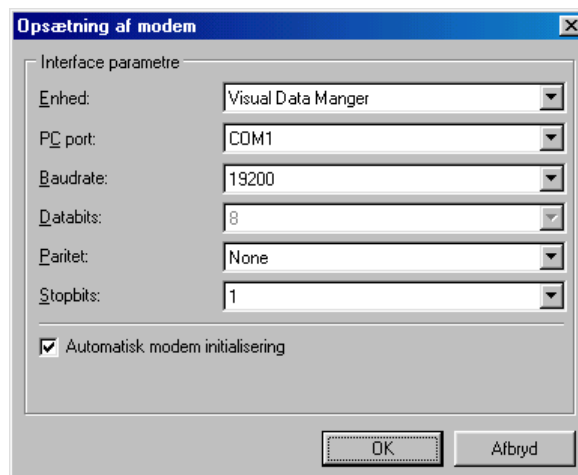 Opsætning af modem
Interface parametre
Enhed: Visual Data Manger
PC port: COM1
Baudrate: 19200
Databits: 8
Paritet: None
Stopbits: 1
Automatisk modem initialisering
OK Afbryd